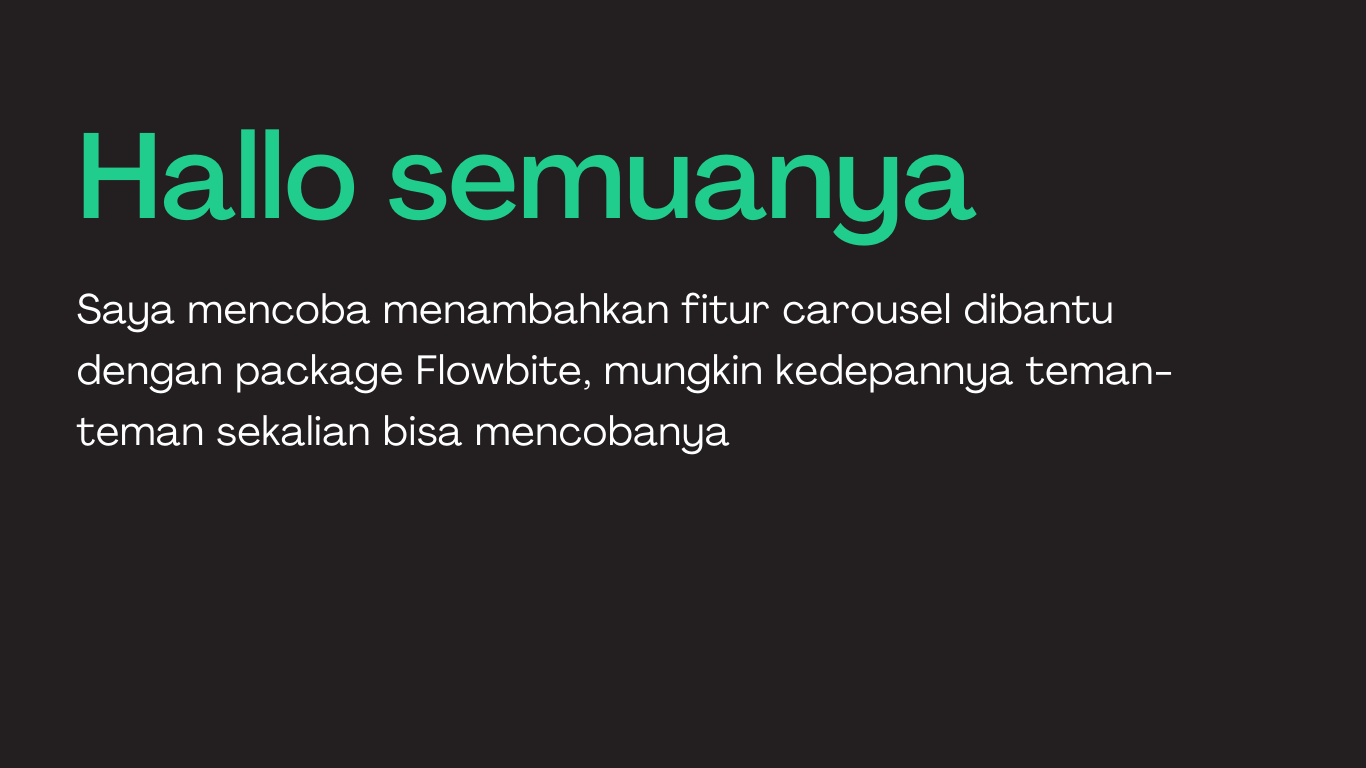 Hallo semuanya
Saya mencoba menambahkan fitur carousel dibantu
dengan package Flowbite, mungkin kedepannya teman-
teman sekalian bisa mencobanya